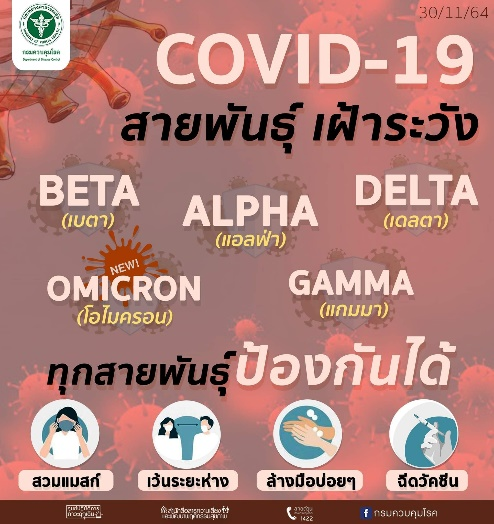 30/11/64
กรมควบคุมโรค
Department of Disease Control
COVID-19
สายพันธุ์ เฝ้าระวัง
BETA
(เบตา)
ALPHA
(แอลฟ่า)
DELTA
(เดลตา)
NEW!
OMICRON
(โอไมครอน)
GAMMA
(แกมมา)
ทุกสายพันธุ์ป้องกันได้
สวมแมสก์
เว้นระยะห่าง
ล้างมือบ่อยๆ
ฉีดวัคซีน
1422
กรมควบคุมโรค